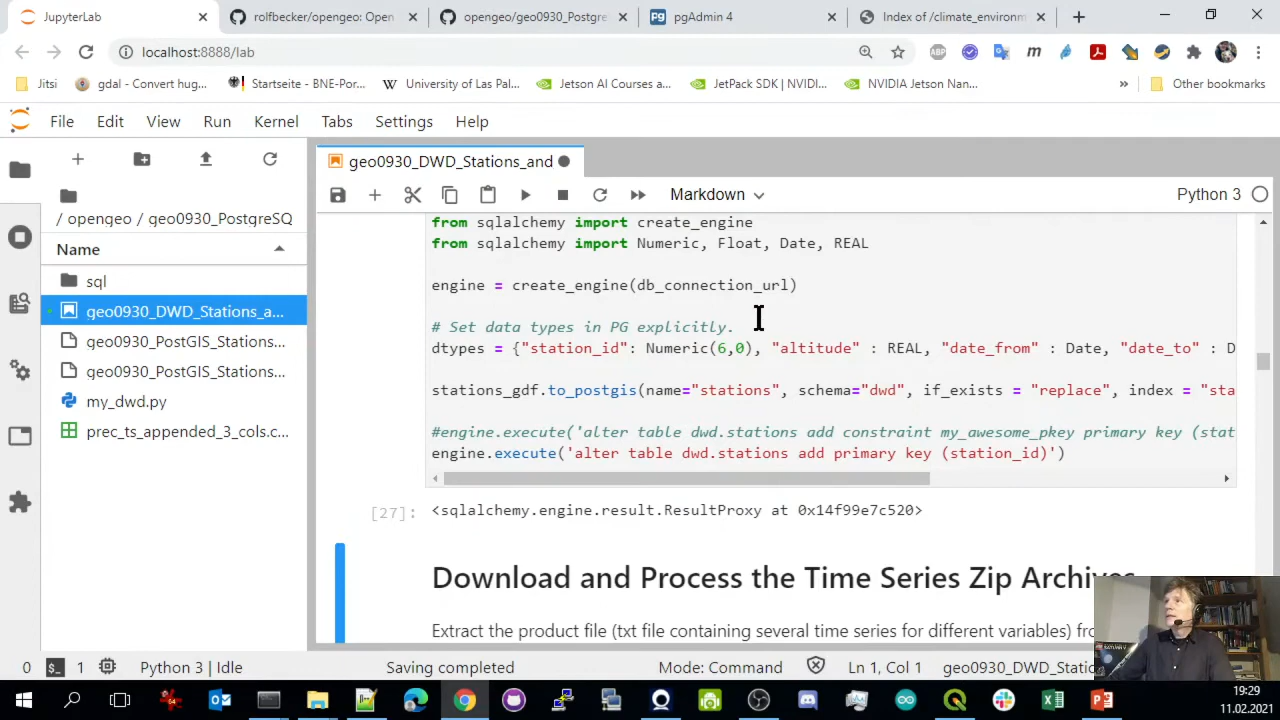 JupyterLab
rolfbecker/opengeo: Open
opengeo/geo0930_Postgre
pgAdmin 4
Index of /climate_environm
localhost:8888/lab
Jitsi
gdal - Convert hug...
Startseite - BNE-Por...
University of Las Pal...
Jetson AI Courses a...
JetPack SDK | NVIDI...
NVIDIA Jetson Nan...
Other bookmarks
File Edit View Run Kernel Tabs Settings Help
geo0930_DWD_Stations_and
/ opengeo / geo0930_PostgreSQ
Markdown
Python 3
Name
sql
geo0930_DWD_Stations_a...
geo0930_PostGIS_Stations...
geo0930_PostGIS_Stations...
my_dwd.py
prec_ts_appended_3_cols.c...
from sqlalchemy import create_engine
from sqlalchemy import Numeric, Float, Date, REAL
engine = create_engine(db_connection_url)
# Set data types in PG explicitly.
dtypes = {"station_id": Numeric(6,0), "altitude" : REAL, "date_from" : Date, "date_to" : D
stations_gdf.to_postgis(name="stations", schema="dwd", if_exists = "replace", index = "sta
#engine.execute('alter table dwd.stations add constraint my_awesome_pkey primary key (stat
engine.execute('alter table dwd.stations add primary key (station_id)')
[27]: <sqlalchemy.engine.result.ResultProxy at 0x14f99e7c520>
Download and Process the Time Series Zip Archives
Extract the product file (txt file containing several time series for different variables) fro
0 1 Python 3 | Idle Saving completed Mode: Command Ln 1, Col 1 geo0930_DWD_Statio
19:29
11.02.2021